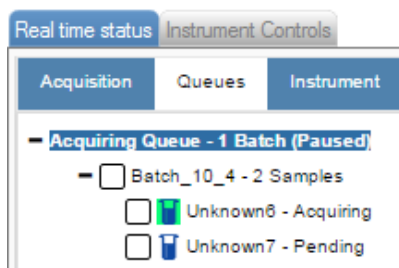 Real time status Instrument Controls
Acquisition Queues Instrument
Acquiring Queue - 1 Batch (Paused)
Batch_10_4 - 2 Samples
Unknown6 - Acquiring
Unknown7 - Pending